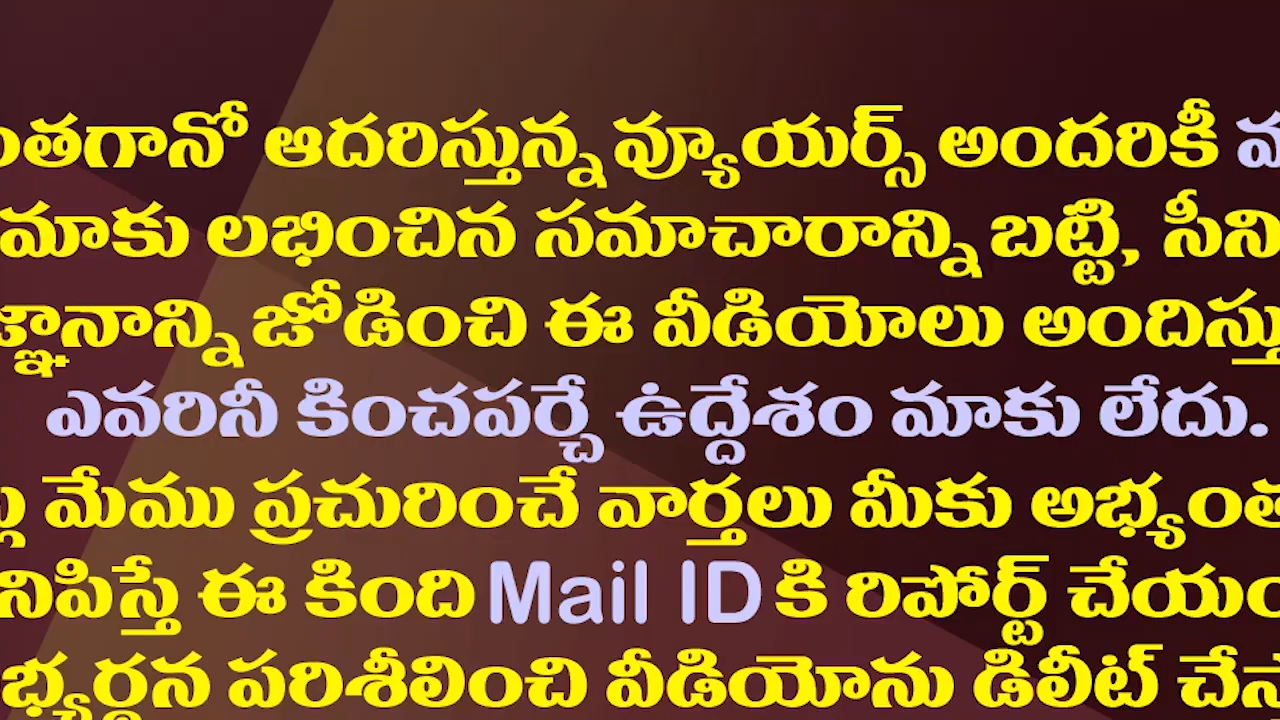 ంతగానో ఆదరిస్తున్న వ్యూయర్స్ అందరికీ
మాకు లభించిన సమాచారాన్ని బట్టి, సీని
జ్ఞానాన్ని జోడించి ఈ వీడియోలు అందిస్తు
ఎవరినీ కించపర్చే ఉద్దేశం మాకు లేదు.
మేము ప్రచురించే వార్తలు మీకు అభ్యంత
నిపిస్తే ఈ కింది Mail ID కి రిపోర్ట్ చేయం
భ్యర్థన పరిశీలించి వీడియోను డిలీట్ చేస